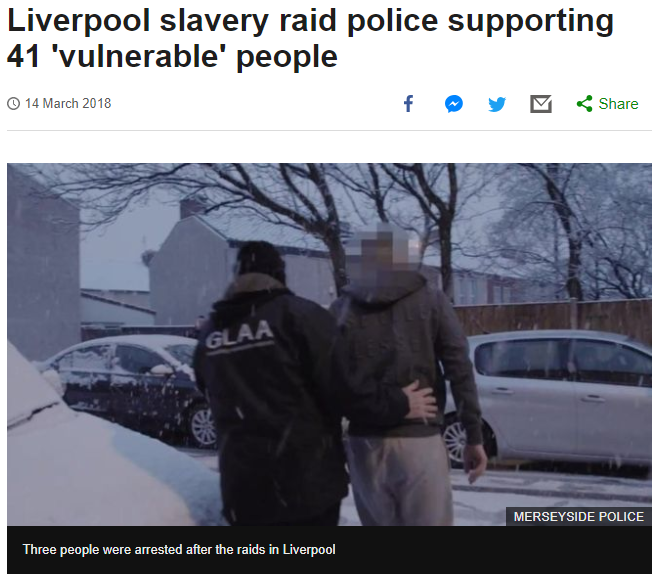 Liverpool slavery raid police supporting
41 'vulnerable' people
14 March 2018
Share
GLAA
MERSEYSIDE POLICE
Three people were arrested after the raids in Liverpool